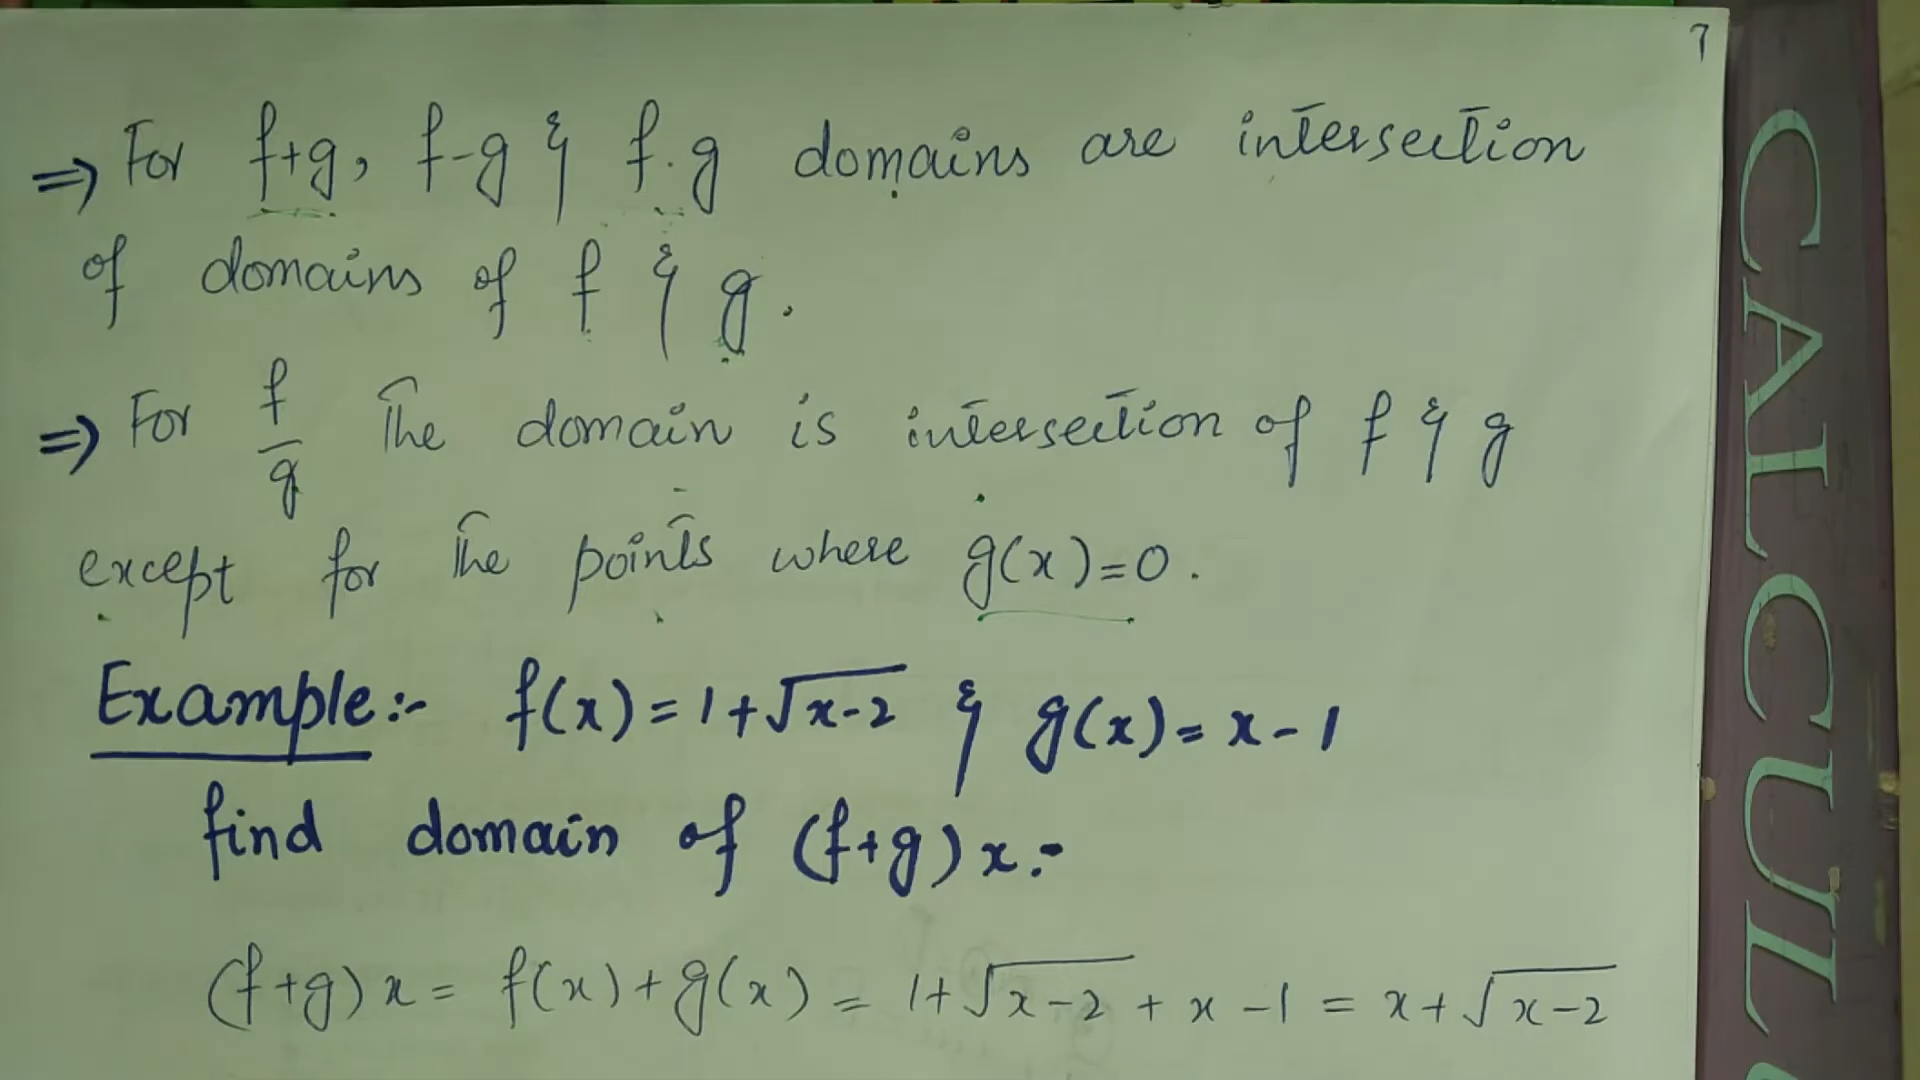 7
⇒ For f+g, f-g & f.g domains are intersection
of domains of f & g.
⇒ For f/g The domain is intersection of f & g
except for the points where g(x)=0.
Example:- f(x)=1+√x-2 & g(x)=x-1
find domain of (f+g)x:-
(f+g)x= f(x)+g(x) = 1+√x-2 + x -1 = x+√x-2
CALCUL